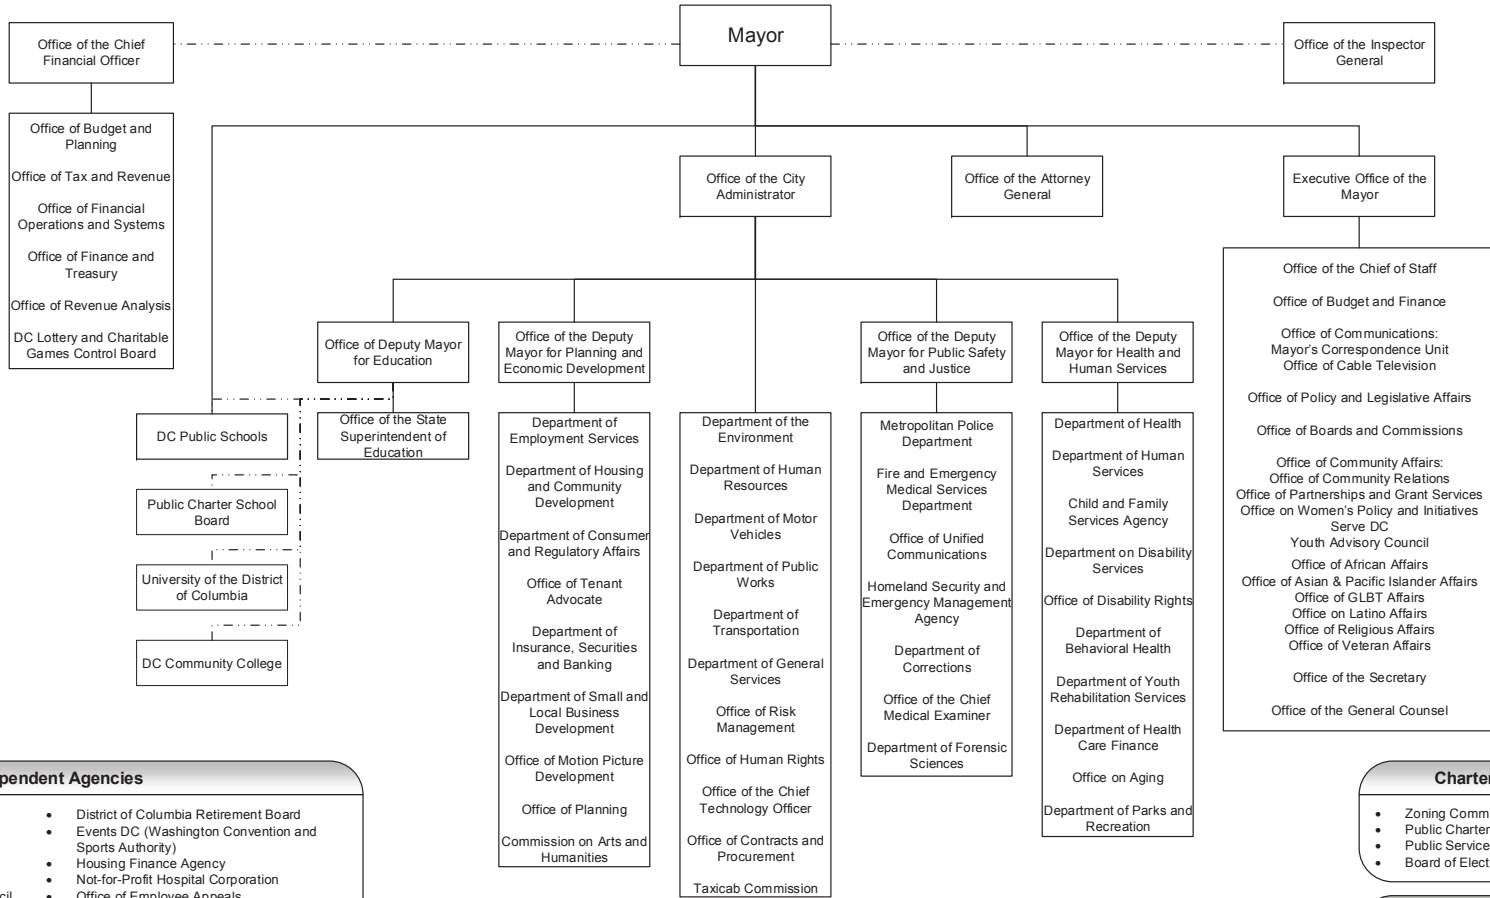 Mayor
Office of the Chief
Financial Officer
Office of the Inspector
General
Office of Budget and
Planning
Office of Tax and Revenue
Office of Financial
Operations and Systems
Office of Finance and
Treasury
Office of Revenue Analysis
DC Lottery and Charitable
Games Control Board
Office of the City
Administrator
Office of the Attorney
General
Executive Office of the
Mayor
Office of Deputy Mayor
for Education
Office of the Deputy
Mayor for Planning and
Economic Development
Office of the Deputy
Mayor for Public Safety
and Justice
Office of the Deputy
Mayor for Health and
Human Services
DC Public Schools
Office of the State
Superintendent of
Education
Public Charter School
Board
University of the District
of Columbia
DC Community College
Department of
Employment Services
Department of Housing
and Community
Development
Department of Consumer
and Regulatory Affairs
Office of Tenant
Advocate
Department of
Insurance, Securities
and Banking
Department of Small and
Local Business
Development
Office of Motion Picture
Development
Office of Planning
Commission on Arts and
Humanities
Department of the
Environment
Department of Human
Resources
Department of Motor
Vehicles
Department of Public
Works
Department of
Transportation
Department of General
Services
Office of Risk
Management
Office of Human Rights
Office of the Chief
Technology Officer
Office of Contracts and
Procurement
Taxicab Commission
Metropolitan Police
Department
Fire and Emergency
Medical Services
Department
Office of Unified
Communications
Homeland Security and
Emergency Management
Agency
Department of
Corrections
Office of the Chief
Medical Examiner
Department of Forensic
Sciences
Department of Health
Department of Human
Services
Child and Family
Services Agency
Department on Disability
Services
Office of Disability Rights
Department of
Behavioral Health
Department of Youth
Rehabilitation Services
Department of Health
Care Finance
Office on Aging
Department of Parks and
Recreation
Office of the Chief of Staff
Office of Budget and Finance
Office of Communications:
Mayor's Correspondence Unit
Office of Cable Television
Office of Policy and Legislative Affairs
Office of Boards and Commissions
Office of Community Affairs:
Office of Community Relations
Office of Partnerships and Grant Services
Office on Women's Policy and Initiatives
Serve DC
Youth Advisory Council
Office of African Affairs
Office of Asian & Pacific Islander Affairs
Office of GLBT Affairs
Office on Latino Affairs
Office of Religious Affairs
Office of Veteran Affairs
Office of the Secretary
Office of the General Counsel
pendent Agencies
• District of Columbia Retirement Board
• Events DC (Washington Convention and
Sports Authority)
• Housing Finance Agency
• Not-for-Profit Hospital Corporation
cil • Office of Employee Appeals
Charter
• Zoning Comm
• Public Charter
• Public Service
• Board of Elect